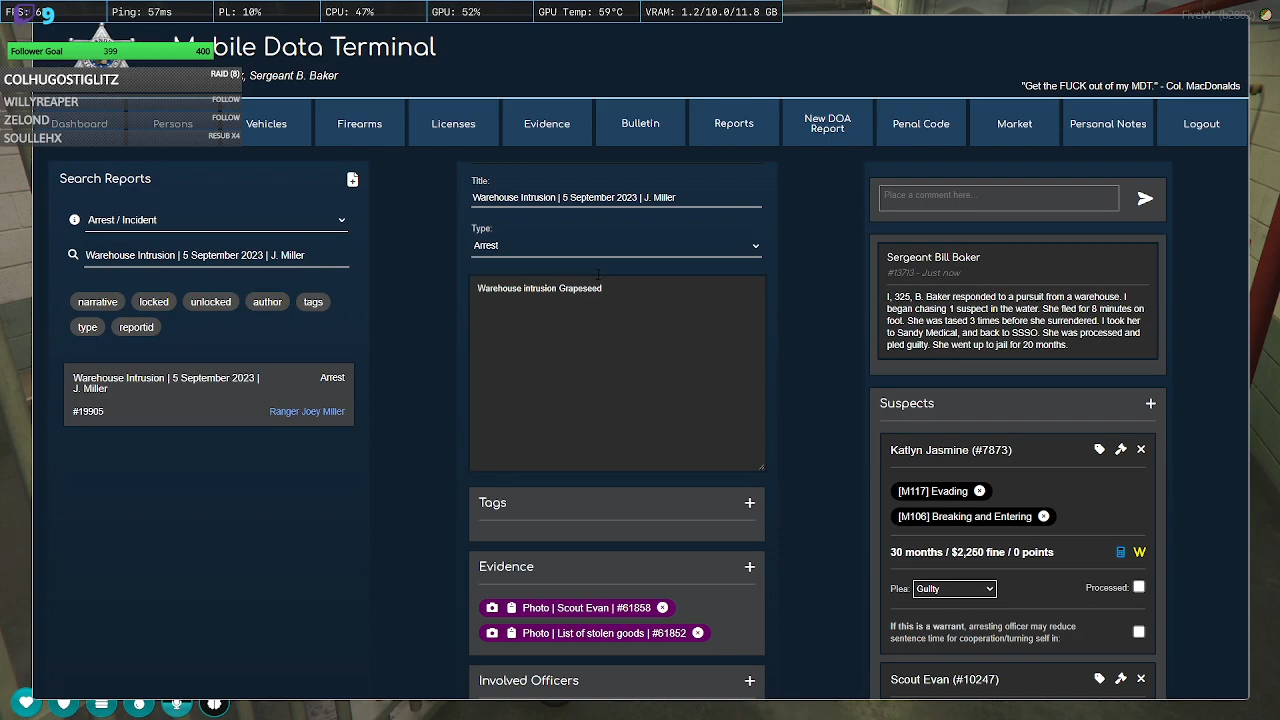 Ping: 57ms
PL: 10%
CPU: 47%
GPU: 52%
GPU Temp: 59°C
VRAM: 1.2/10.0/11.8 GB
9
Follower Goal 399 400
Mobile Data Terminal
Sergeant B. Baker
"Get the FUCK out of my MDT." - Col. MacDonalds
COLHUGOSTIGLITZ RAID (8)
WILLYREAPER FOLLOW
ZELOND FOLLOW
SOULLEHX RESUB X4
Dashboard
Persons
Vehicles
Firearms
Licenses
Evidence
Bulletin
Reports
New DOA
Report
Penal Code
Market
Personal Notes
Logout
Search Reports
Arrest / Incident
Warehouse Intrusion | 5 September 2023 | J. Miller
narrative
locked
unlocked
author
tags
type
reportid
Warehouse Intrusion | 5 September 2023 |
J. Miller
Arrest
#19905
Ranger Joey Miller
Title:
Warehouse Intrusion | 5 September 2023 | J. Miller
Type:
Arrest
Warehouse intrusion Grapeseed
Tags
Evidence
Photo | Scout Evan | #61858
Photo | List of stolen goods | #61852
Involved Officers
Place a comment here...
Sergeant Bill Baker
#13713 - Just now
I, 325, B. Baker responded to a pursuit from a warehouse. I
began chasing 1 suspect in the water. She fled for 8 minutes on
foot. She was tased 3 times before she surrendered. I took her
to Sandy Medical, and back to SSSO. She was processed and
pled guilty. She went up to jail for 20 months.
Suspects
Katlyn Jasmine (#7873)
[M117] Evading
[M106] Breaking and Entering
30 months / $2,250 fine / 0 points
W
Plea: Guilty
Processed:
If this is a warrant, arresting officer may reduce
sentence time for cooperation/turning self in:
Scout Evan (#10247)